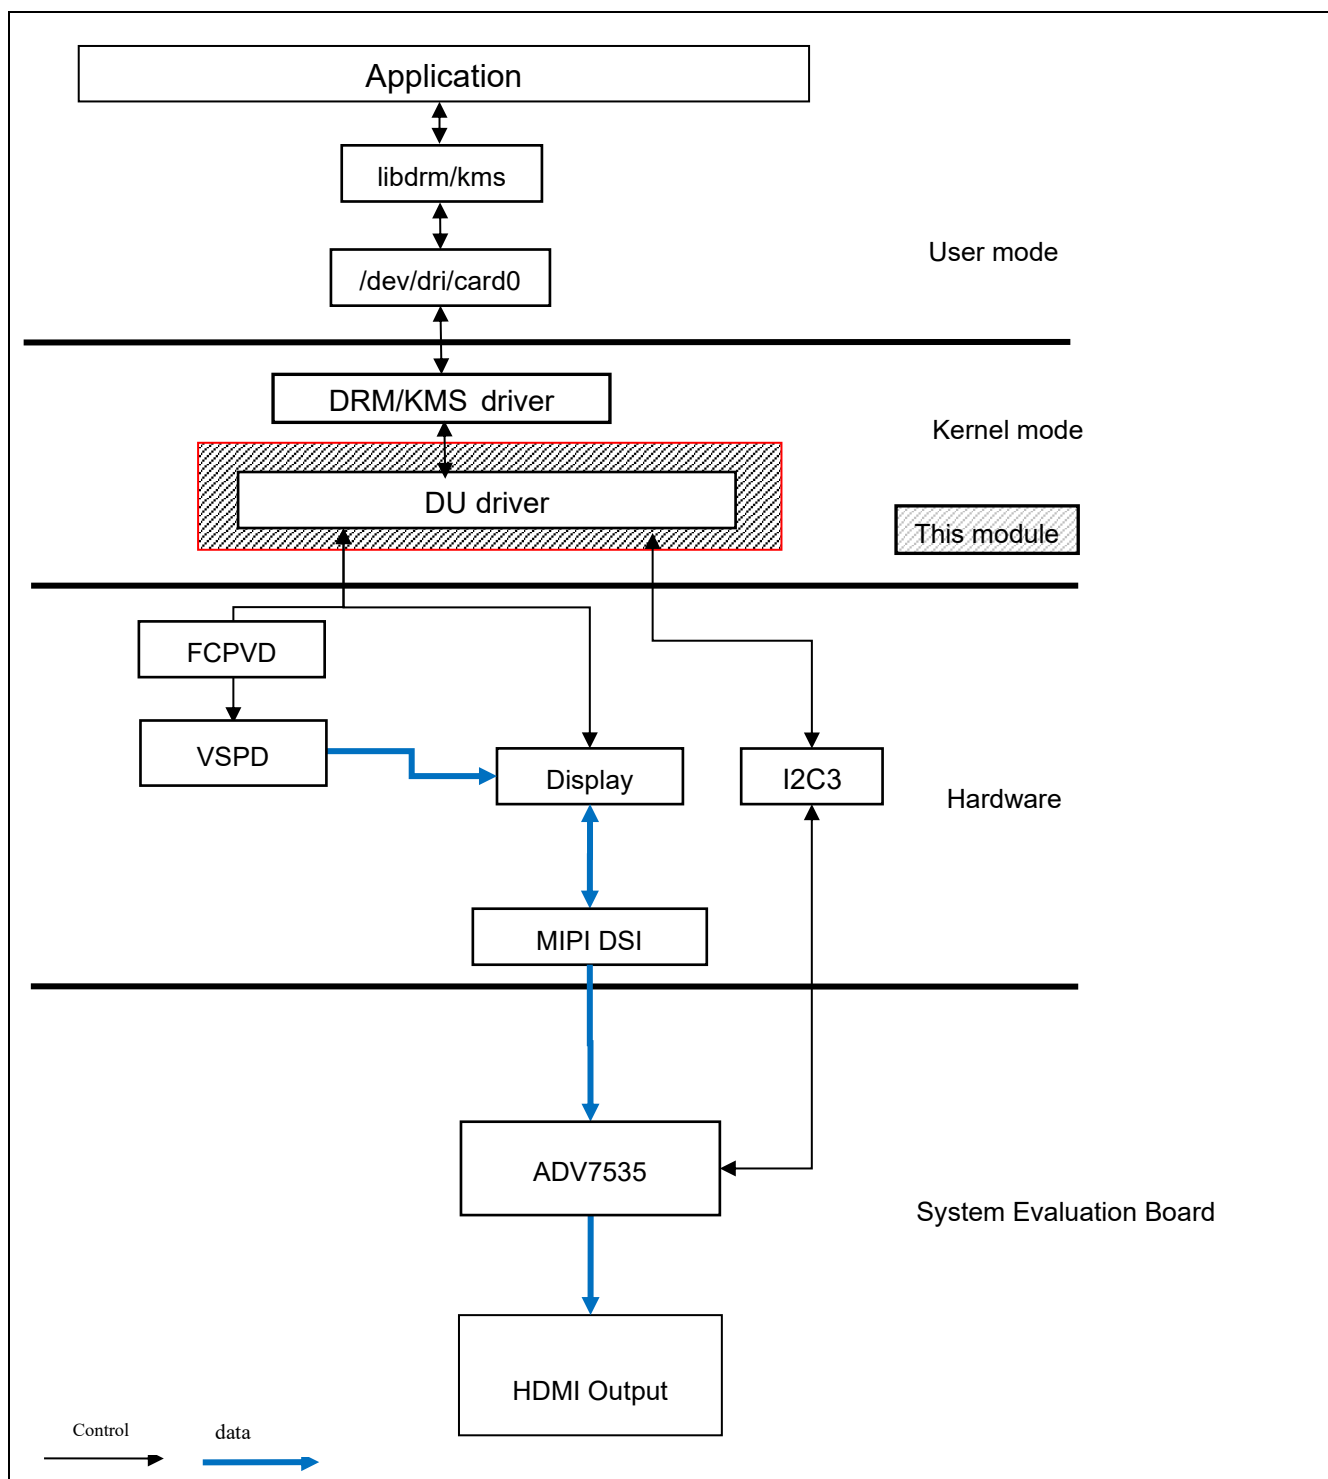 Application
libdrm/kms
/dev/dri/card0
User mode
DRM/KMS driver
Kernel mode
DU driver
This module
FCPVD
VSPD
Display
I2C3
Hardware
MIPI DSI
ADV7535
System Evaluation Board
HDMI Output
Control
data